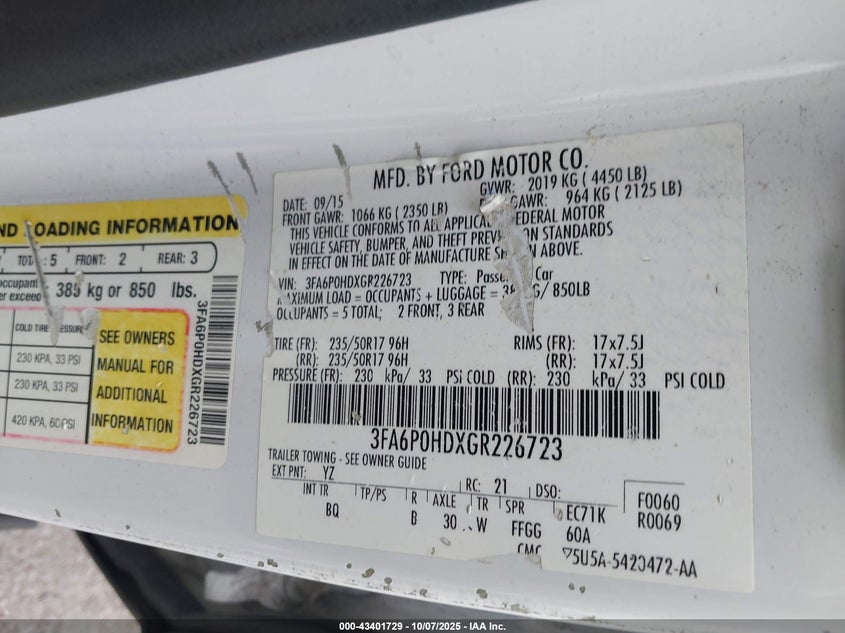 ND LOADING INFORMATION
TOTAL: 5 FRONT: 2 REAR: 3
385 kg or 850 lbs.
COLD TIRE PRESSURE
230 KPA, 33 PSI
230 KPA, 33 PSI
420 KPA, 60 PSI
SEE OWNERS
MANUAL FOR
ADDITIONAL
INFORMATION
3FA6P0HDXGR226723
MFD. BY FORD MOTOR CO.
DATE: 09/15 GVWR: 2019 KG ( 4450 LB)
FRONT GAWR: 1066 KG ( 2350 LB) GAWR: 964 KG ( 2125 LB)
THIS VEHICLE CONFORMS TO ALL FEDERAL MOTOR
VEHICLE SAFETY, BUMPER, AND THEFT STANDARDS
IN EFFECT ON THE DATE OF MANUFACTURE ABOVE.
VIN: 3FA6P0HDXGR226723 TYPE: Car
MAXIMUM LOAD = OCCUPANTS + LUGGAGE = 850LB
OCCUPANTS = 5 TOTAL; 2 FRONT, 3 REAR
TIRE (FR): 235/50R17 96H RIMS (FR): 17x7.5J
(RR): 235/50R17 96H (RR): 17x7.5J
PRESSURE (FR): 230 kPa/ 33 PSI COLD (RR): 230 kPa/ 33 PSI COLD
3FA6P0HDXGR226723
TRAILER TOWING - SEE OWNER GUIDE
EXT PNT: YZ RC: 21 DSO: F0060
INT TR TP/PS R AXLE TR SPR EC71K R0069
BQ B 30 W FFGG 60A
CMC 5U5A-5420472-AA
000-43401729 - 10/07/2025 - IAA Inc.